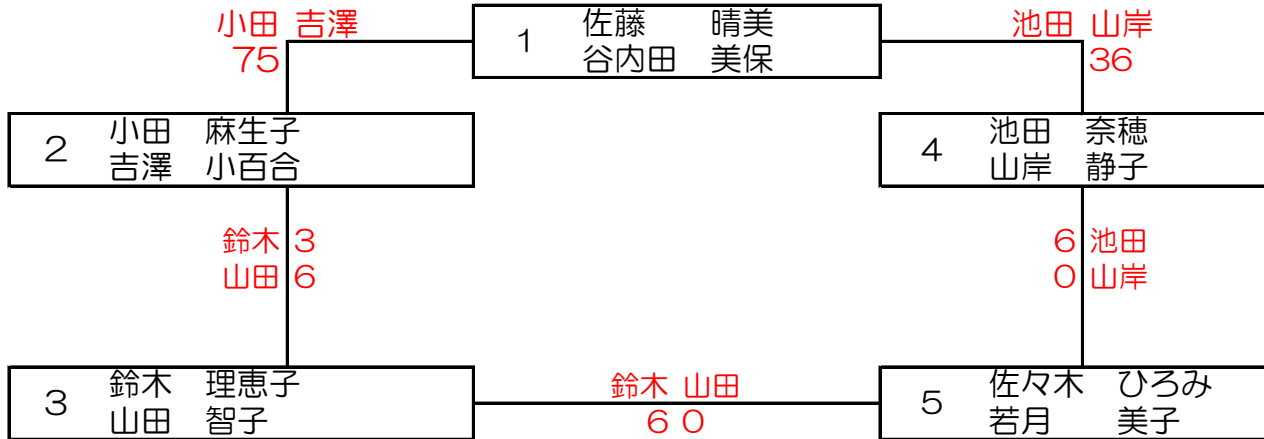 小田 吉澤
75
1 佐藤 晴美
谷内田 美保
池田 山岸
36
2 小田 麻生子
吉澤 小百合
4 池田 奈穂
山岸 静子
鈴木 3
山田 6
6 池田
0 山岸
3 鈴木 理恵子
山田 智子
鈴木 山田
6 0
5 佐々木 ひろみ
若月 美子